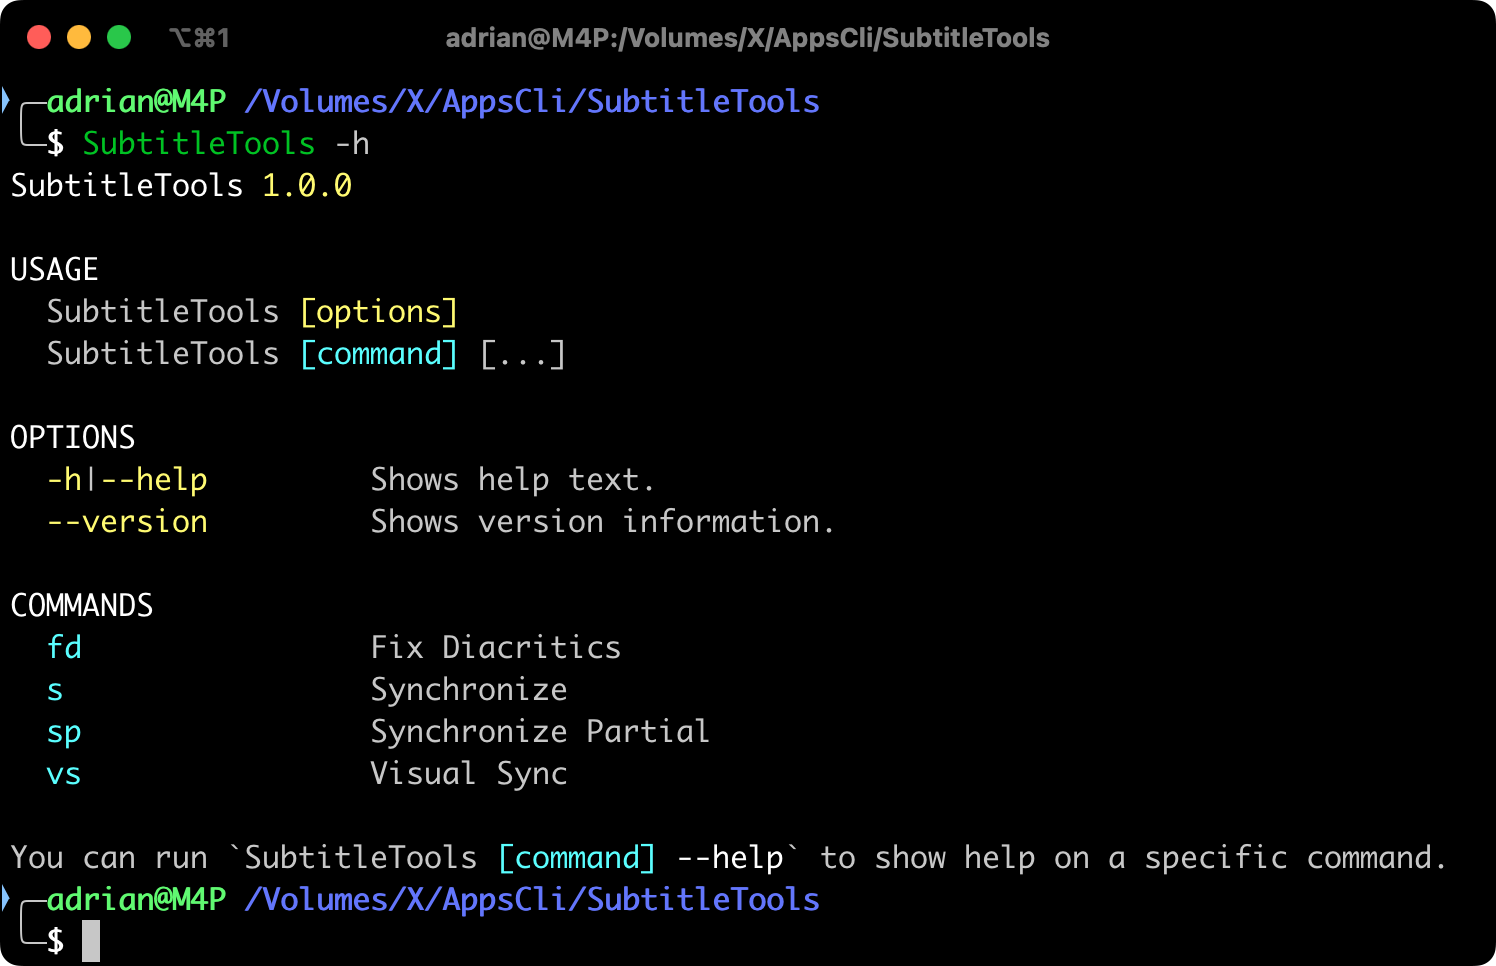 ⌥⌘1 adrian@M4P:/Volumes/X/AppsCli/SubtitleTools
adrian@M4P /Volumes/X/AppsCli/SubtitleTools
$ SubtitleTools -h
SubtitleTools 1.0.0
USAGE
SubtitleTools [options]
SubtitleTools [command] [...]
OPTIONS
-h|--help Shows help text.
--version Shows version information.
COMMANDS
fd Fix Diacritics
s Synchronize
sp Synchronize Partial
vs Visual Sync
You can run `SubtitleTools [command] --help` to show help on a specific command.
adrian@M4P /Volumes/X/AppsCli/SubtitleTools
$